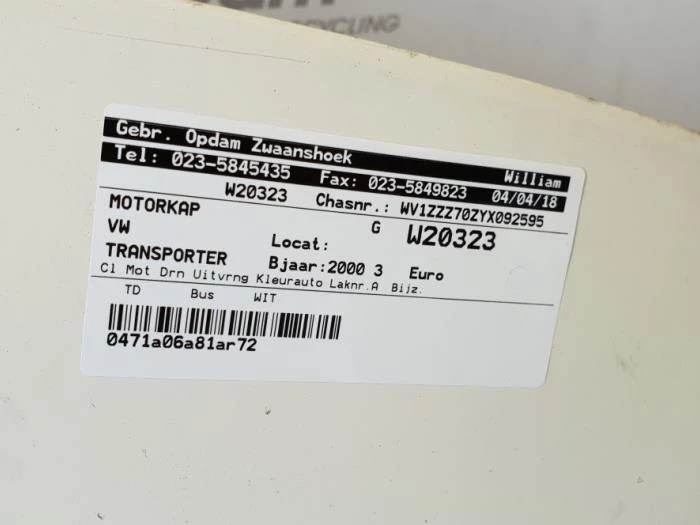 CYCLING
Gebr. Opdam Zwaanshoek William
Tel: 023-5845435 Fax: 023-5849823 04/04/18
W20323 Chasnr.: WV1ZZZ70ZYX092595
MOTORKAP G W20323
VW Locat:
TRANSPORTER Bjaar:2000 3 Euro
Cl Mot Drn Uitvrng Kleurauto Laknr.A Bijz.
TD Bus WIT
0471a06a81ar72